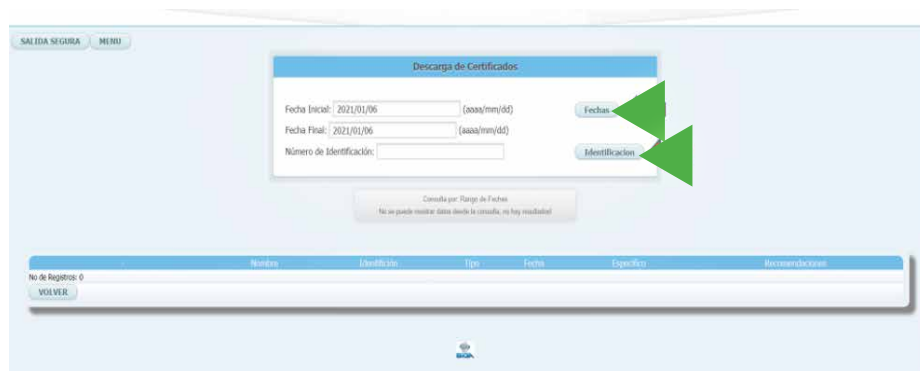 SALIDA SEGURA MENU
Descarga de Certificados
Fecha Inicial: 2021/01/06 (aaaa/mm/dd) Fechas
Fecha Final: 2021/01/06 (aaaa/mm/dd)
Número de Identificación: Identificacion
Consulta por: Rango de Fechas
No se puede mostrar datos desde la consulta, no hay resultados!
Nombre Identifición Tipo Fecha Especifico Recomendaciones
No de Registros: 0
VOLVER